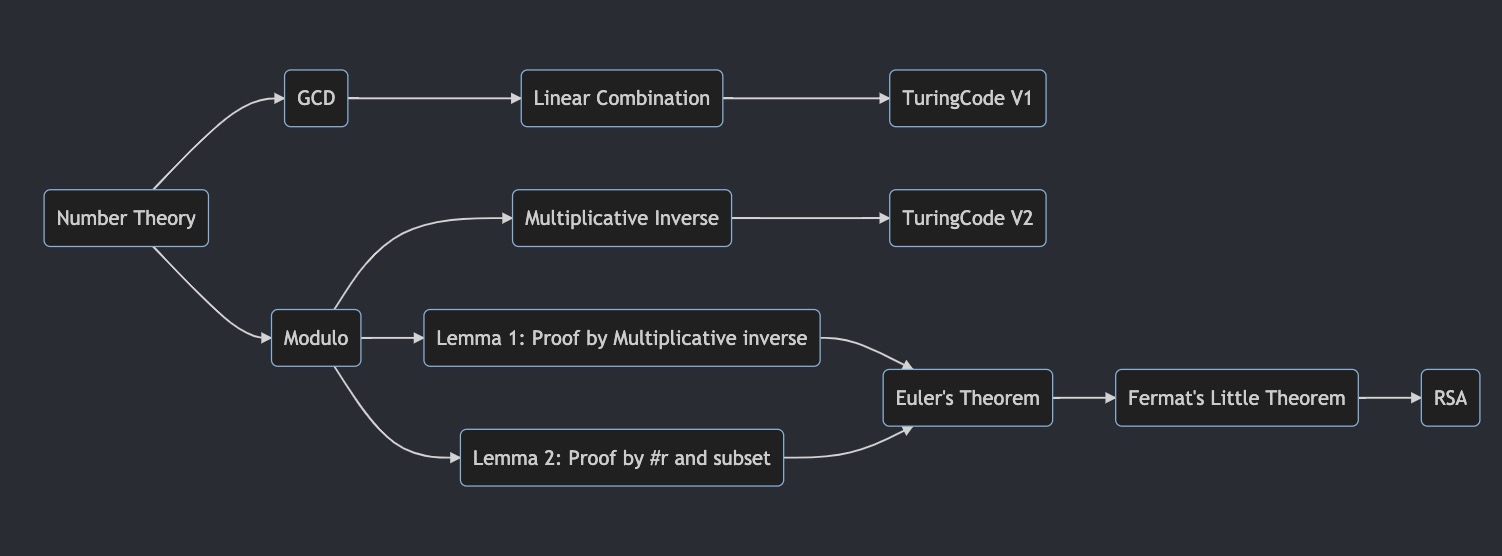 GCD
Linear Combination
TuringCode V1
Number Theory
Multiplicative Inverse
TuringCode V2
Modulo
Lemma 1: Proof by Multiplicative inverse
Euler's Theorem
Fermat's Little Theorem
RSA
Lemma 2: Proof by #r and subset